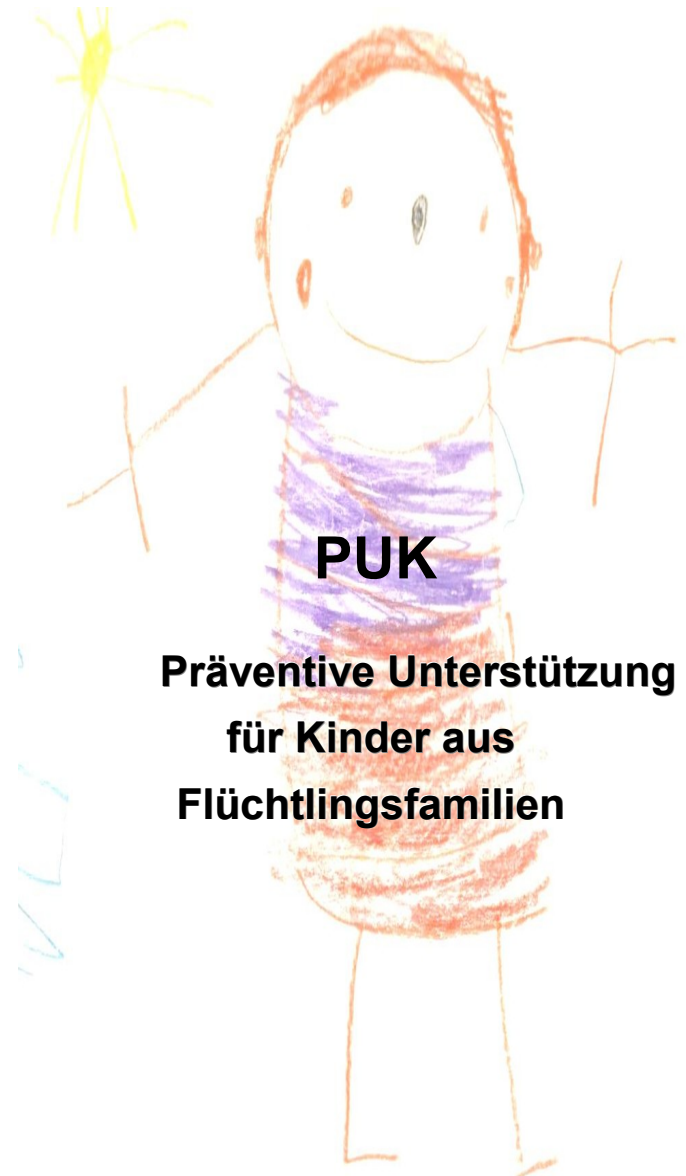 PUK
Präventive Unterstützung
für Kinder aus
Flüchtlingsfamilien